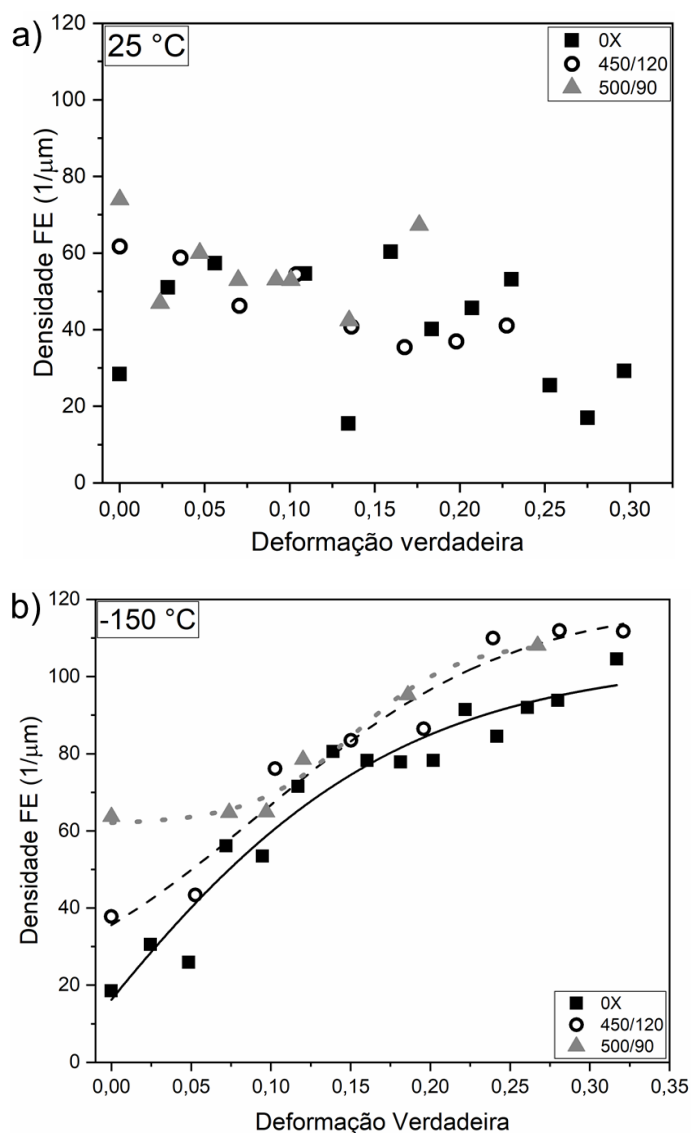 a)
25 °C
0X
450/120
500/90
Densidade FE (1/μm)
120
100
80
60
40
20
0
0,00 0,05 0,10 0,15 0,20 0,25 0,30
Deformação verdadeira
b)
-150 °C
Densidade FE (1/μm)
120
100
80
60
40
20
0
0X
450/120
500/90
0,00 0,05 0,10 0,15 0,20 0,25 0,30 0,35
Deformação Verdadeira